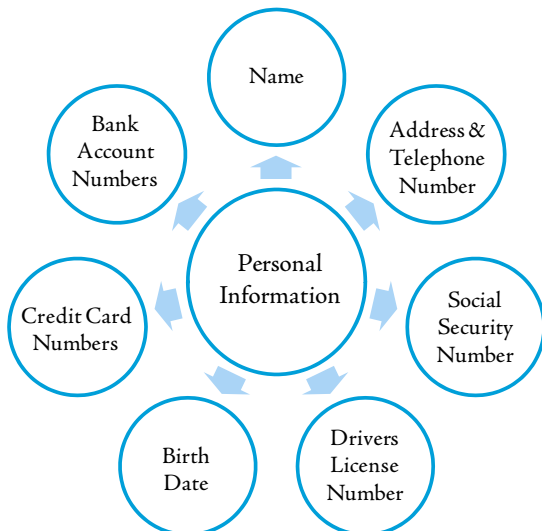 Name
Address &
Telephone
Number
Social
Security
Number
Drivers
License
Number
Birth
Date
Credit Card
Numbers
Bank
Account
Numbers
Personal
Information